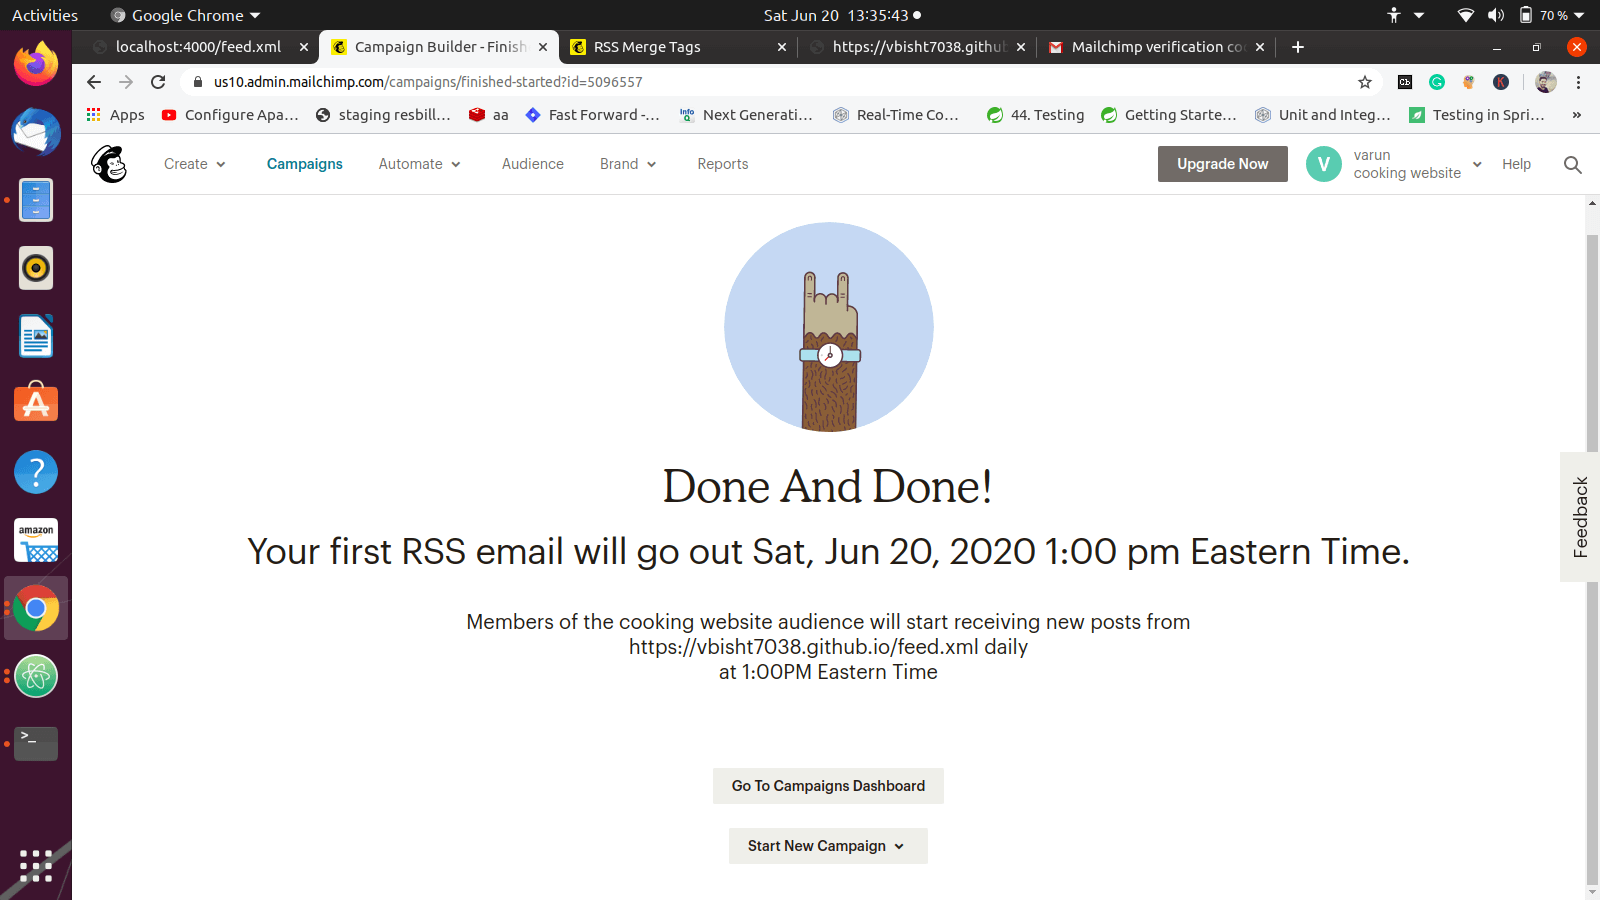 Activities
Google Chrome
Sat Jun 20 13:35:43
70 %
localhost:4000/feed.xml
Campaign Builder - Finish
RSS Merge Tags
https://vbisht7038.githu
Mailchimp verification co
us10.admin.mailchimp.com/campaigns/finished-started?id=5096557
Apps
Configure Apa...
staging resbill...
aa
Fast Forward -...
Next Generati...
Real-Time Co...
44. Testing
Getting Starte...
Unit and Integ...
Testing in Spri...
»
Create
Campaigns
Automate
Audience
Brand
Reports
Upgrade Now
V
varun
cooking website
Help
Done And Done!
Your first RSS email will go out Sat, Jun 20, 2020 1:00 pm Eastern Time.
Members of the cooking website audience will start receiving new posts from
https://vbisht7038.github.io/feed.xml daily
at 1:00PM Eastern Time
Go To Campaigns Dashboard
Start New Campaign
Feedback
amazon